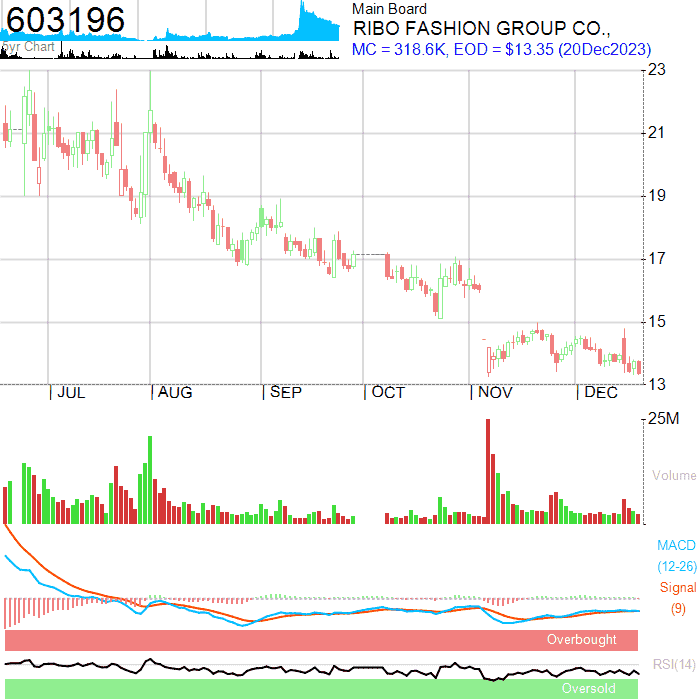 603196
5yr Chart
Main Board
RIBO FASHION GROUP CO.,
MC = 318.6K, EOD = $13.35 (20Dec2023)
23
21
19
17
15
13
JUL AUG SEP OCT NOV DEC
25M
Volume
MACD
(12-26)
Signal
(9)
Overbought
RSI(14)
Oversold